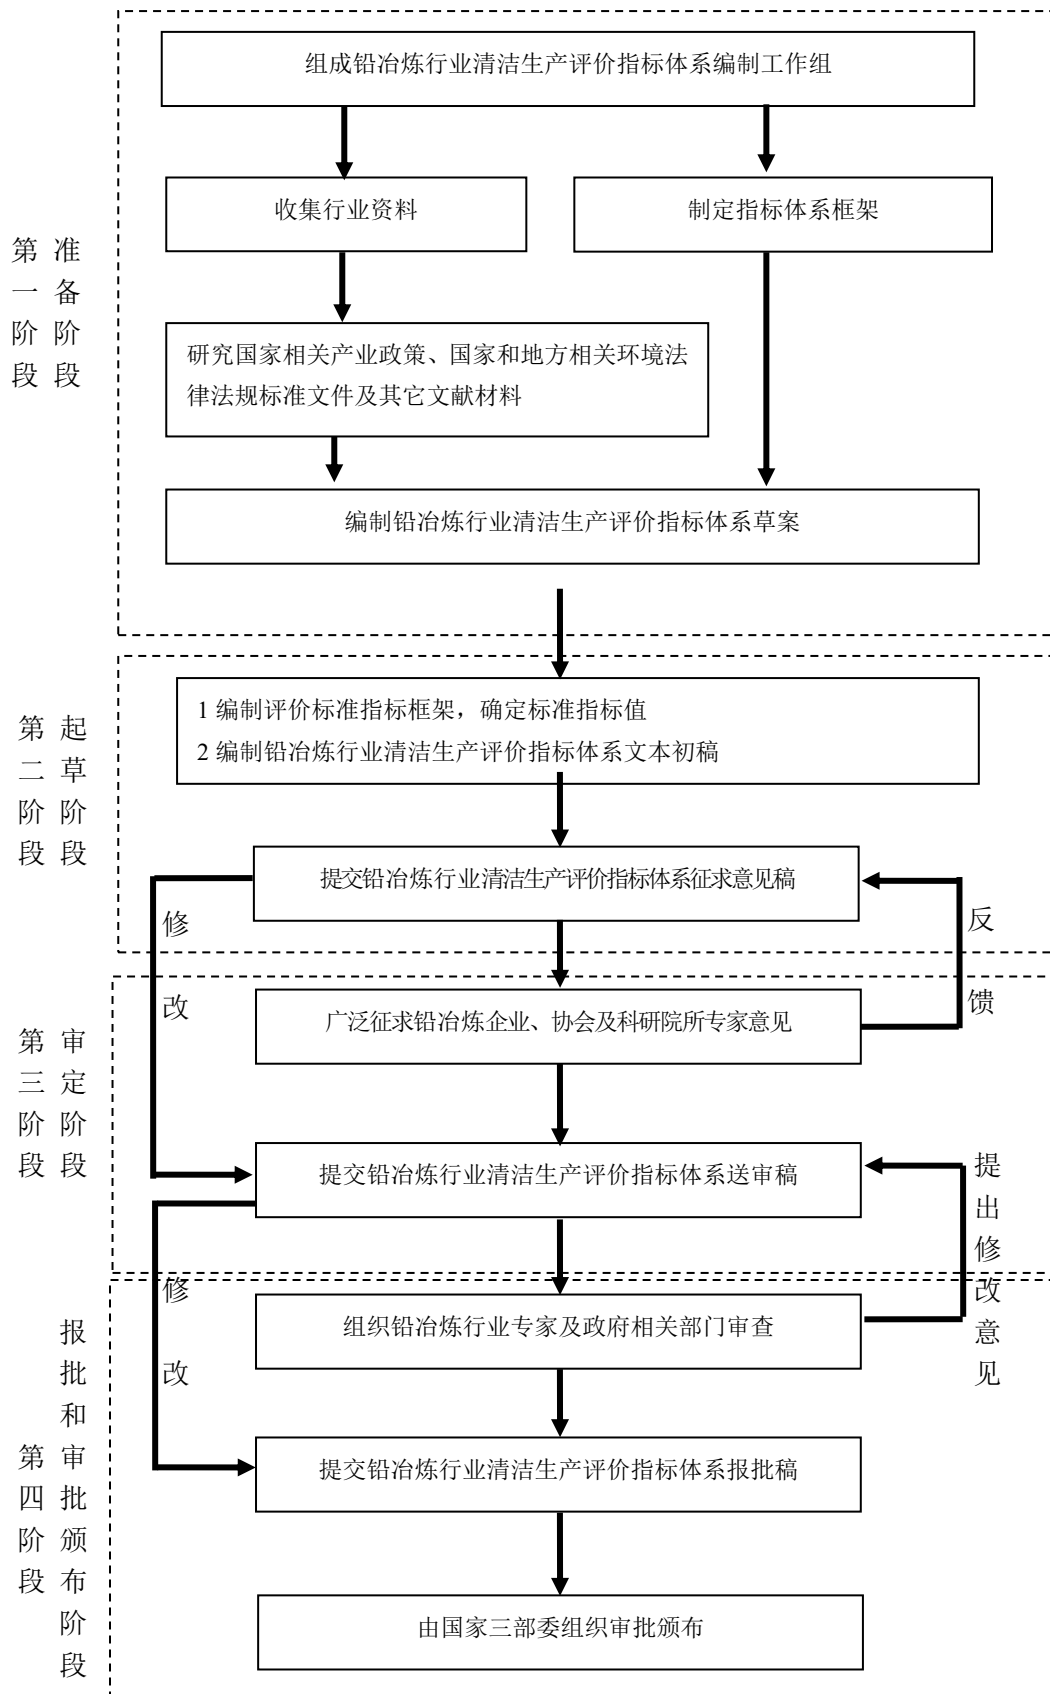 组成铅冶炼行业清洁生产评价指标体系编制工作组
收集行业资料
制定指标体系框架
第一阶段
准备阶段
研究国家相关产业政策、国家和地方相关环境法
律法规标准文件及其它文献材料
编制铅冶炼行业清洁生产评价指标体系草案
第二阶段
起草阶段
1 编制评价标准指标框架，确定标准指标值
2 编制铅冶炼行业清洁生产评价指标体系文本初稿
提交铅冶炼行业清洁生产评价指标体系征求意见稿
修改
反馈
第三阶段
审定阶段
广泛征求铅冶炼企业、协会及科研院所专家意见
提交铅冶炼行业清洁生产评价指标体系送审稿
提出修改意见
修改
第四阶段
报批和审批颁布阶段
组织铅冶炼行业专家及政府相关部门审查
提交铅冶炼行业清洁生产评价指标体系报批稿
由国家三部委组织审批颁布